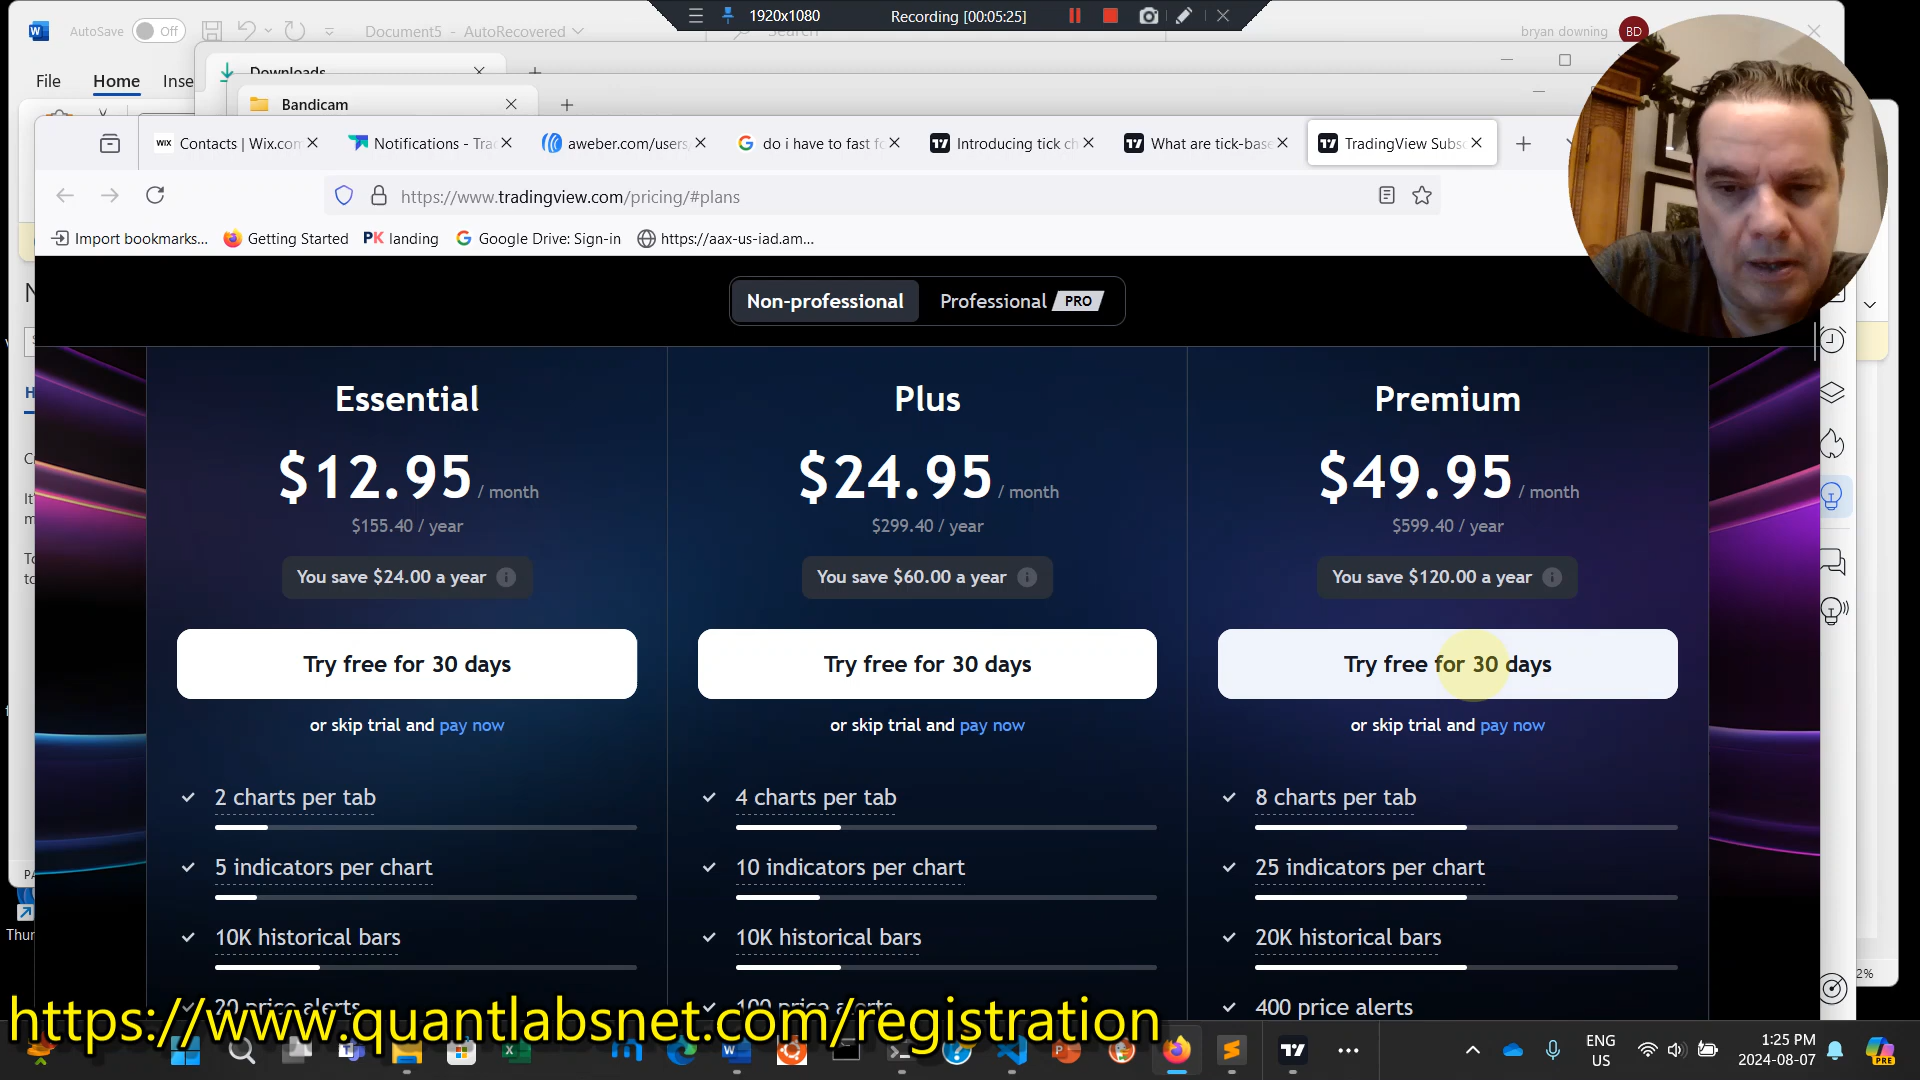 1920x1080
Recording [00:05:25]
AutoSave Off
Document5 - AutoRecovered
Search
bryan downing
BD
File Home Inse
Downloads
Bandicam
Contacts | Wix.com
Notifications - Tra
aweber.com/users
do i have to fast f
Introducing tick ch
What are tick-base
TradingView Subsc
https://www.tradingview.com/pricing/#plans
Import bookmarks...
Getting Started
PK landing
Google Drive: Sign-in
https://aax-us-iad.am...
Non-professional
Professional PRO
Essential
$12.95 / month
$155.40 / year
You save $24.00 a year
Try free for 30 days
or skip trial and pay now
2 charts per tab
5 indicators per chart
10K historical bars
20 price alerts
Plus
$24.95 / month
$299.40 / year
You save $60.00 a year
Try free for 30 days
or skip trial and pay now
4 charts per tab
10 indicators per chart
10K historical bars
100 price alerts
Premium
$49.95 / month
$599.40 / year
You save $120.00 a year
Try free for 30 days
or skip trial and pay now
8 charts per tab
25 indicators per chart
20K historical bars
400 price alerts
https://www.quantlabsnet.com/registration
Thun
2%
ENG
US
1:25 PM
2024-08-07